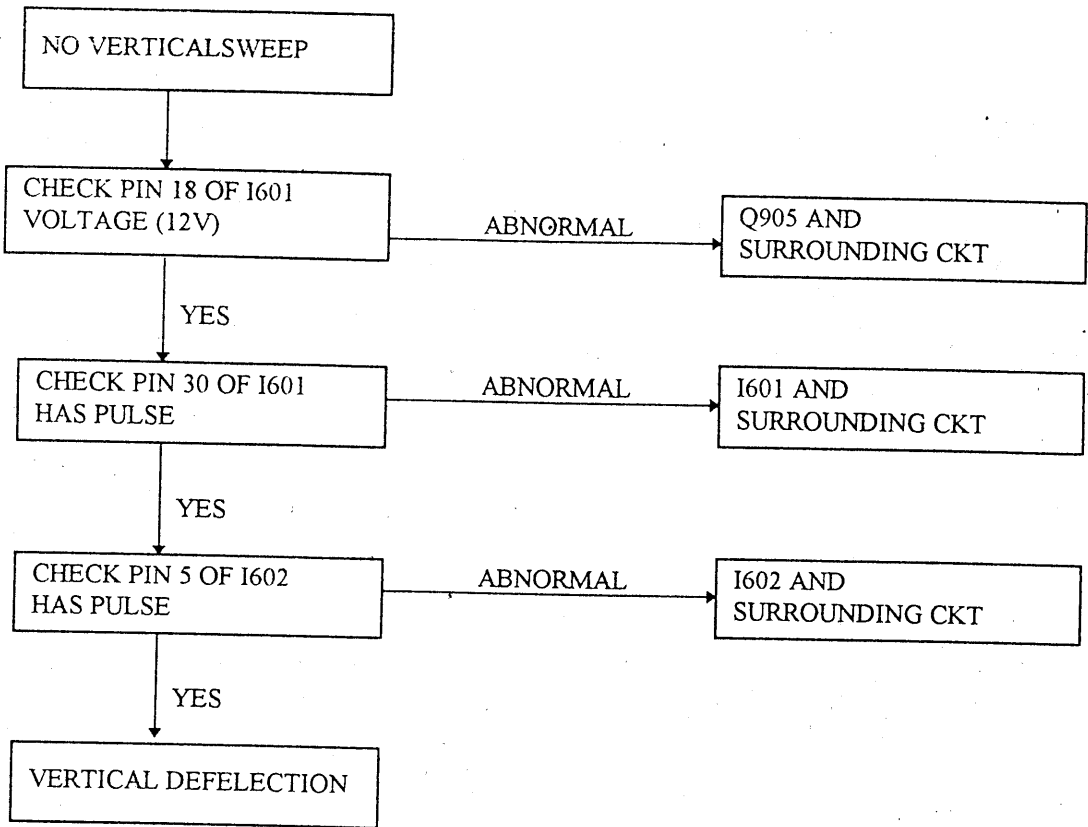 NO VERTICALSWEEP
CHECK PIN 18 OF I601
VOLTAGE (12V)
ABNORMAL
Q905 AND
SURROUNDING CKT
YES
CHECK PIN 30 OF I601
HAS PULSE
ABNORMAL
I601 AND
SURROUNDING CKT
YES
CHECK PIN 5 OF I602
HAS PULSE
ABNORMAL
I602 AND
SURROUNDING CKT
YES
VERTICAL DEFELECTION